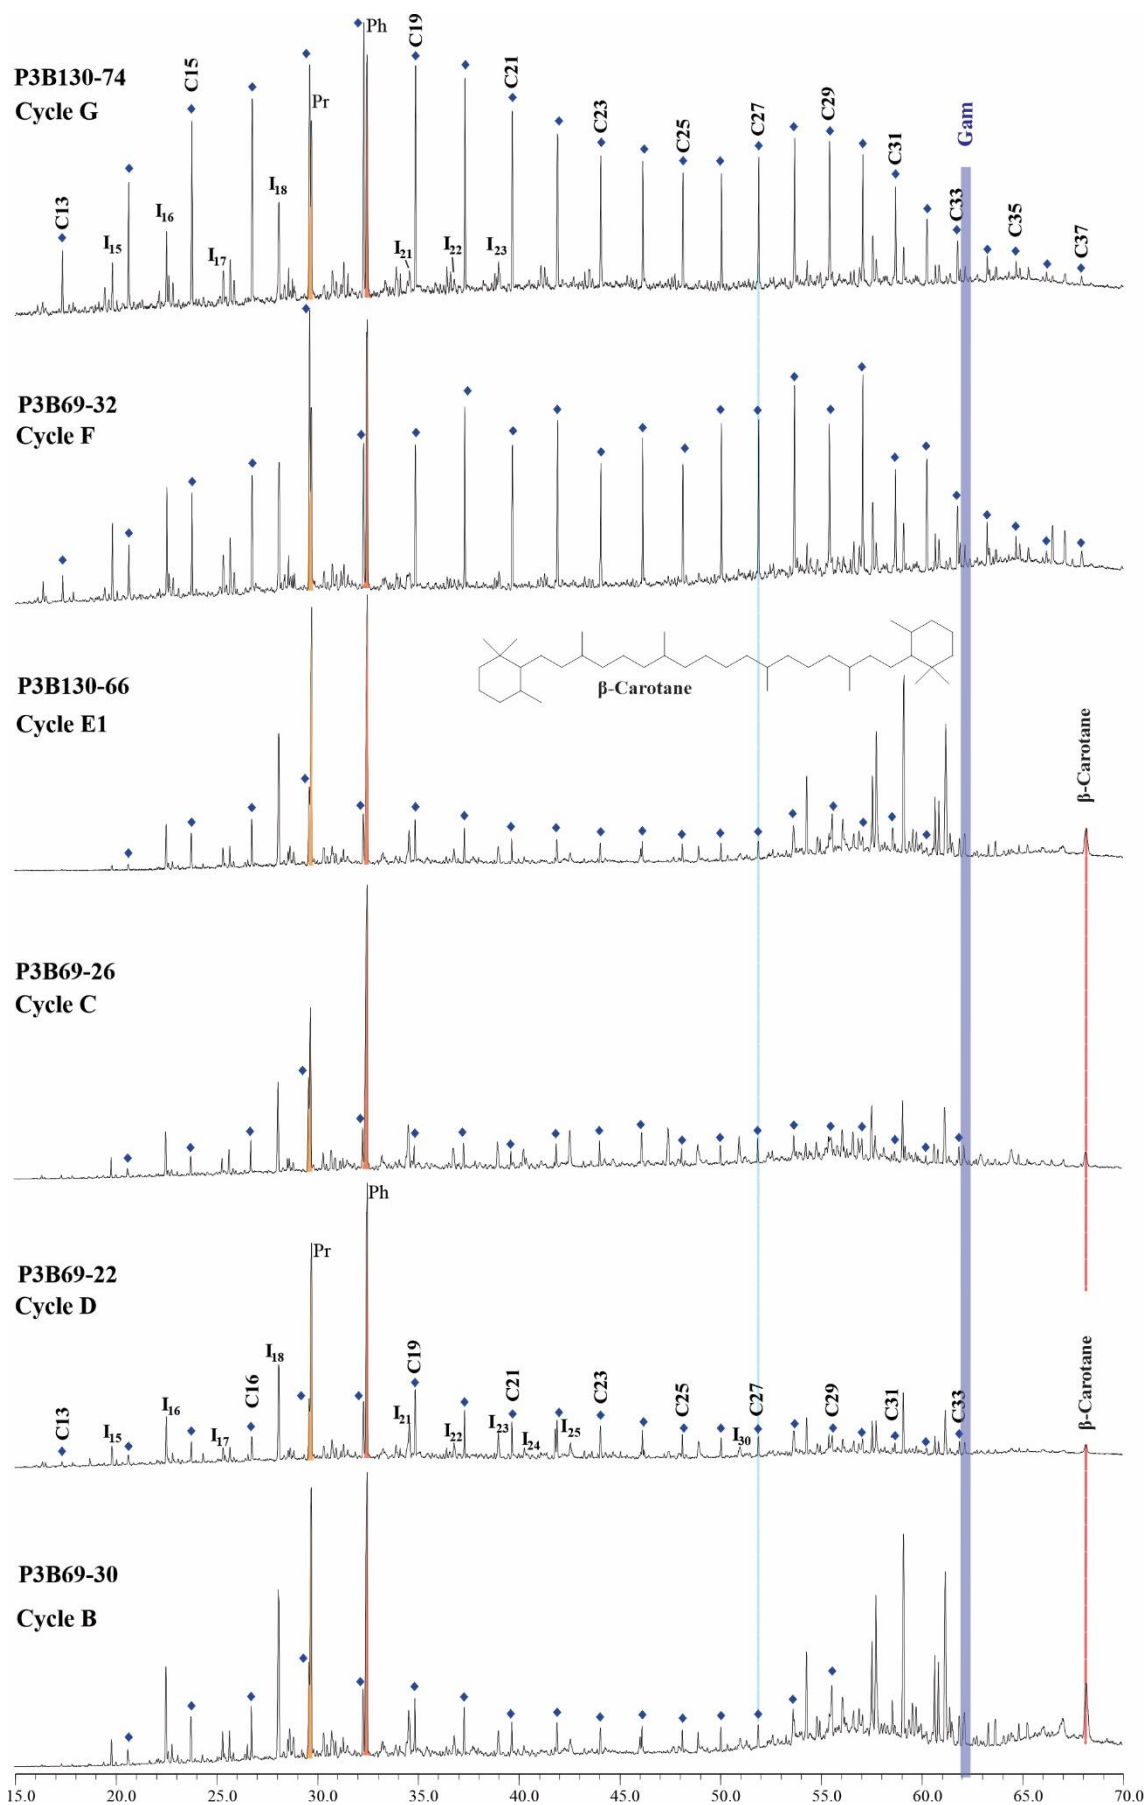 P3B130-74
Cycle G
C13
I15
I16
C15
I17
I18
Pr
Ph
C19
I21
I22
I23
C21
C23
C25
C27
C29
C31
C33
Gam
C35
C37
P3B69-32
Cycle F
P3B130-66
Cycle E1
β-Carotane
β-Carotane
P3B69-26
Cycle C
P3B69-22
Cycle D
C13
I15
I16
I17
C16
I18
Pr
Ph
I21
C19
I22
I23
C21
I24
I25
C23
C25
I30
C27
C29
C31
C33
β-Carotane
P3B69-30
Cycle B
15.0 20.0 25.0 30.0 35.0 40.0 45.0 50.0 55.0 60.0 65.0 70.0